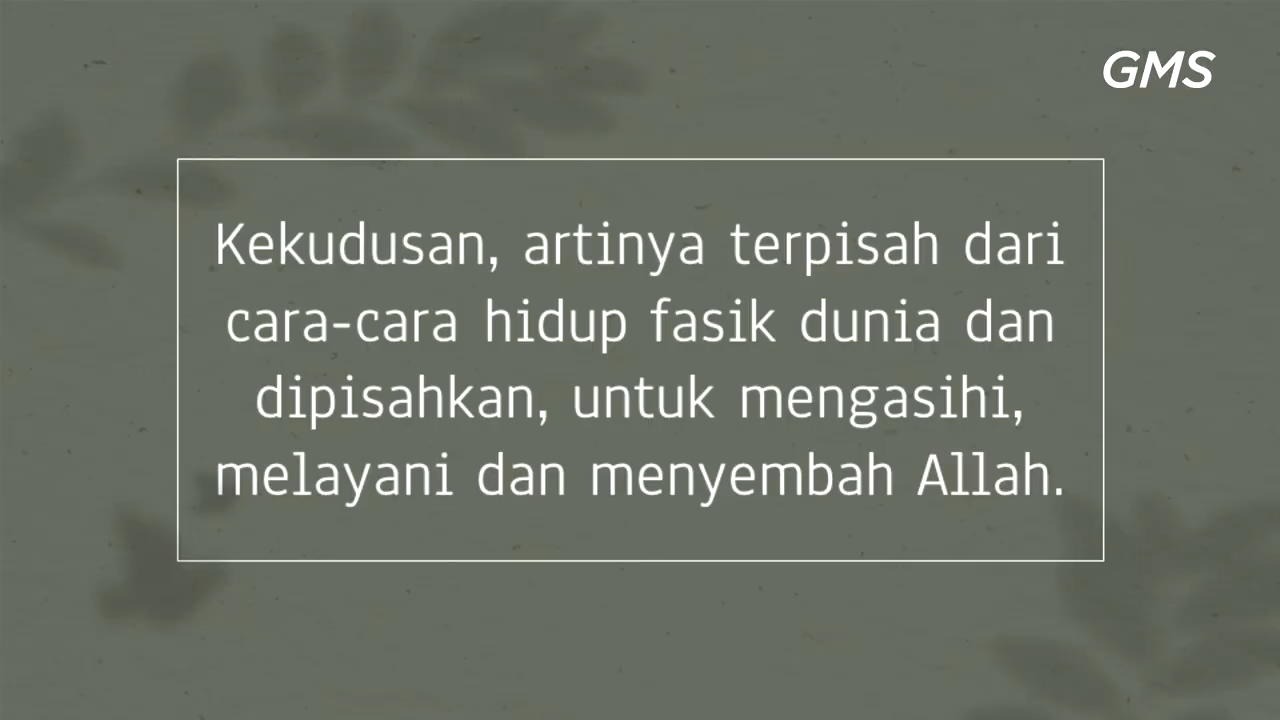 GMS
Kekudusan, artinya terpisah dari
cara-cara hidup fasik dunia dan
dipisahkan, untuk mengasihi,
melayani dan menyembah Allah.